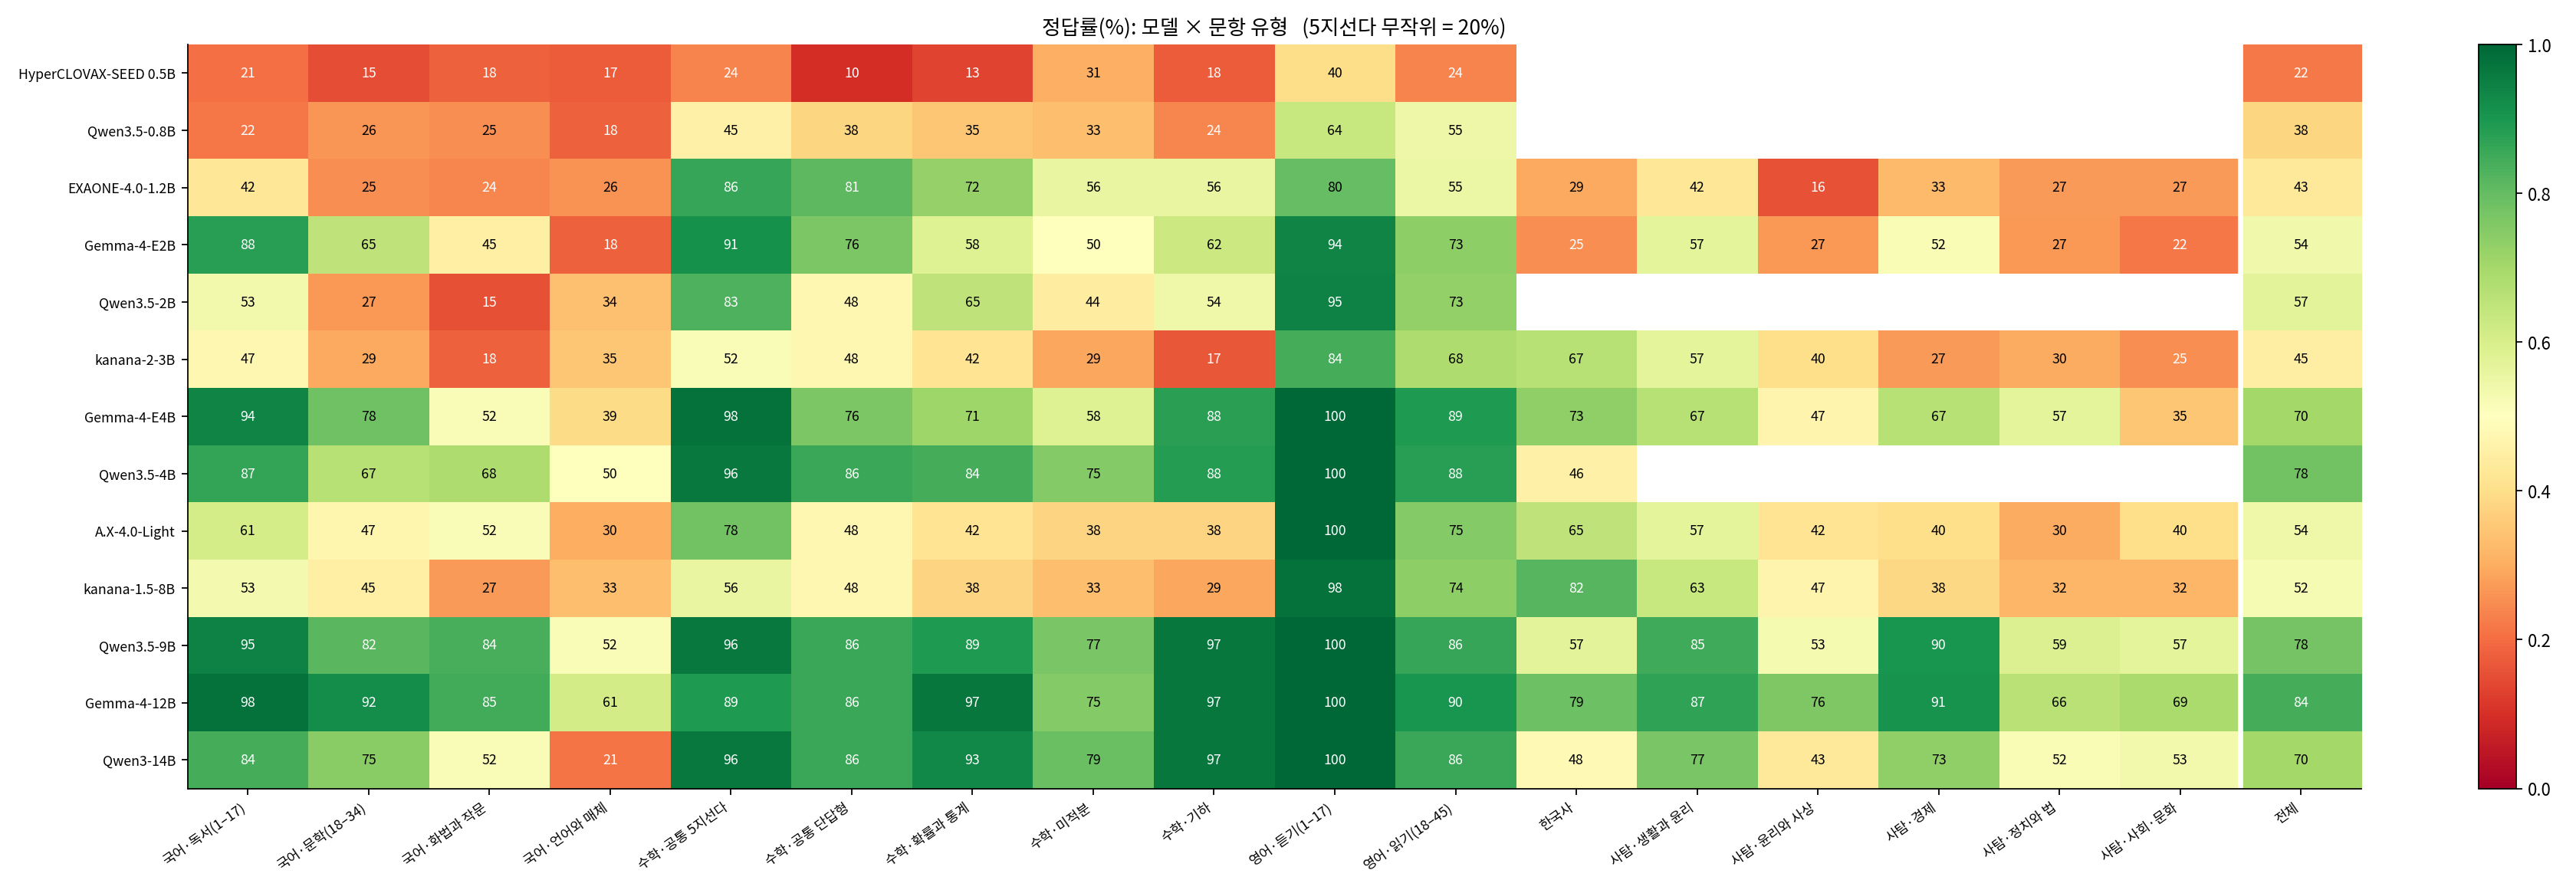 정답률(%): 모델 × 문항 유형 (5지선다 무작위 = 20%)
HyperCLOVAX-SEED 0.5B 21 15 18 17 24 10 13 31 18 40 24 22
Qwen3.5-0.8B 22 26 25 18 45 38 35 33 24 64 55 38
EXAONE-4.0-1.2B 42 25 24 26 86 81 72 56 56 80 55 29 42 16 33 27 27 43
Gemma-4-E2B 88 65 45 18 91 76 58 50 62 94 73 25 57 27 52 27 22 54
Qwen3.5-2B 53 27 15 34 83 48 65 44 54 95 73 57
kanana-2-3B 47 29 18 35 52 48 42 29 17 84 68 67 57 40 27 30 25 45
Gemma-4-E4B 94 78 52 39 98 76 71 58 88 100 89 73 67 47 67 57 35 70
Qwen3.5-4B 87 67 68 50 96 86 84 75 88 100 88 46 78
A.X-4.0-Light 61 47 52 30 78 48 42 38 38 100 75 65 57 42 40 30 40 54
kanana-1.5-8B 53 45 27 33 56 48 38 33 29 98 74 82 63 47 38 32 32 52
Qwen3.5-9B 95 82 84 52 96 86 89 77 97 100 86 57 85 53 90 59 57 78
Gemma-4-12B 98 92 85 61 89 86 97 75 97 100 90 79 87 76 91 66 69 84
Qwen3-14B 84 75 52 21 96 86 93 79 97 100 86 48 77 43 73 52 53 70
국어·독서(1–17)
국어·문학(18–34)
국어·화법과 작문
국어·언어와 매체
수학·공통 5지선다
수학·공통 단답형
수학·확률과 통계
수학·미적분
수학·기하
영어·듣기(1–17)
영어·읽기(18–45)
한국사
사탐·생활과 윤리
사탐·윤리와 사상
사탐·경제
사탐·정치와 법
사탐·사회·문화
전체
1.0
0.8
0.6
0.4
0.2
0.0